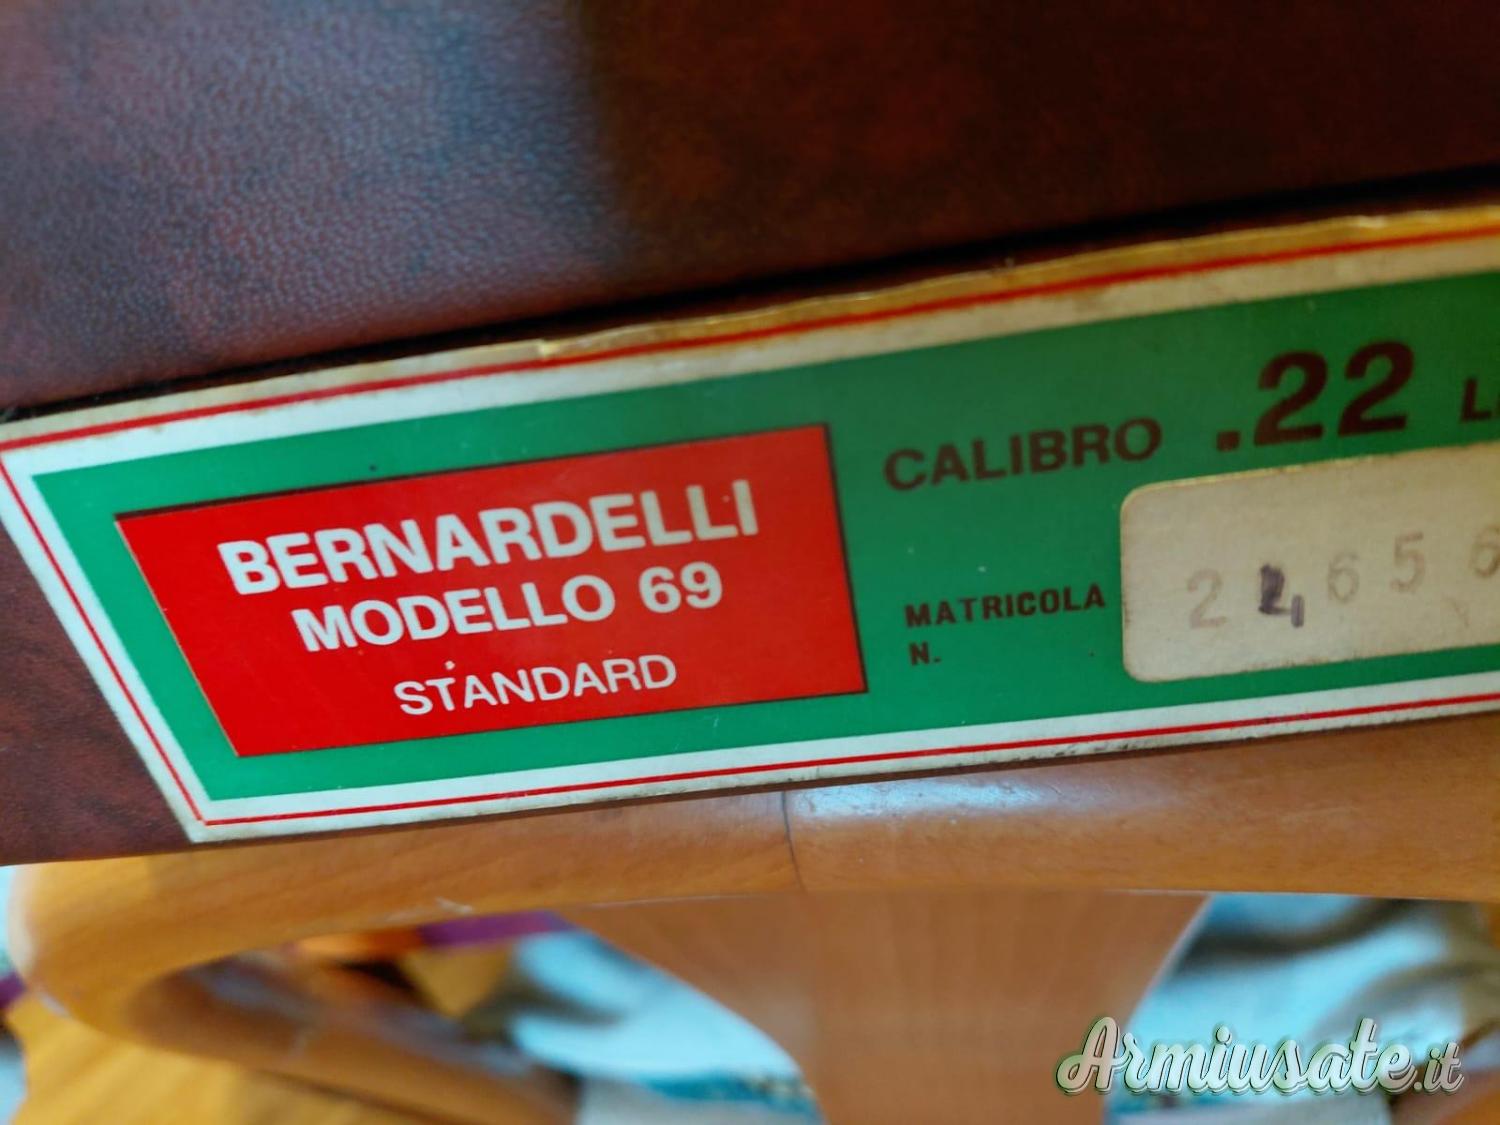 BERNARDELLI
MODELLO 69
STANDARD
CALIBRO .22
MATRICOLA
N.
Armiusate.it